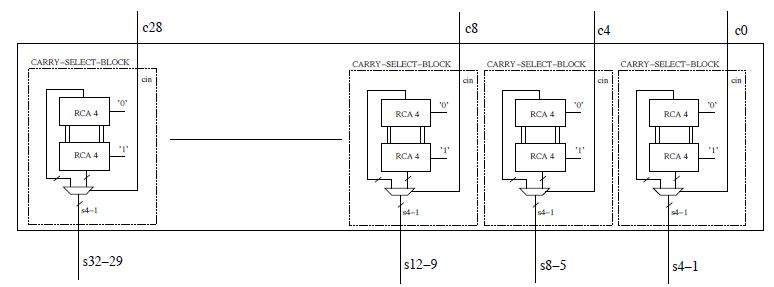 c28 c8 c4 c0
CARRY–SELECT–BLOCK CARRY–SELECT–BLOCK CARRY–SELECT–BLOCK CARRY–SELECT–BLOCK
cin cin cin cin
RCA 4 '0' RCA 4 '0' RCA 4 '0' RCA 4 '0'
RCA 4 '1' RCA 4 '1' RCA 4 '1' RCA 4 '1'
s4–1 s4–1 s4–1 s4–1
s32–29 s12–9 s8–5 s4–1